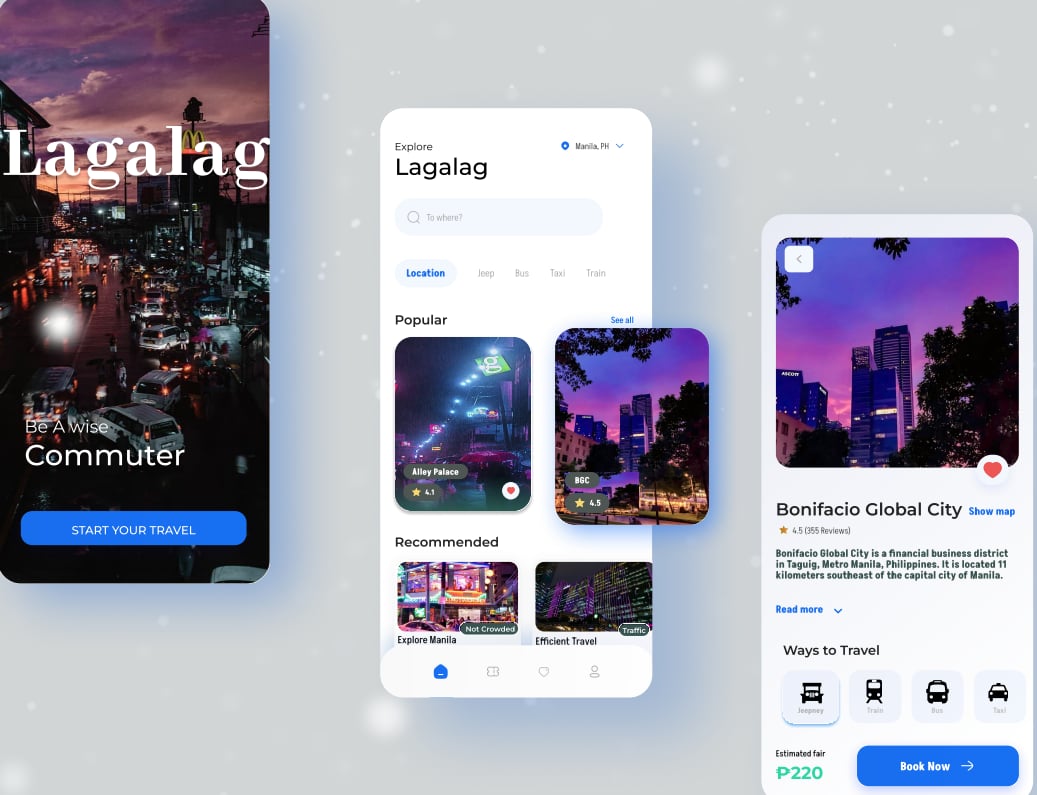 Lagalag
Be A wise
Commuter
START YOUR TRAVEL
Explore
Lagalag
Manila, PH
To where?
Location
Jeep
Bus
Taxi
Train
Popular
See all
g
Alley Palace
4.1
BGC
4.5
Recommended
Not Crowded
Explore Manila
Traffic
Efficient Travel
ASCOTT
Bonifacio Global City
Show map
4.5 (355 Reviews)
Bonifacio Global City is a financial business district
in Taguig, Metro Manila, Philippines. It is located 11
kilometers southeast of the capital city of Manila.
Read more
Ways to Travel
Jeepney
Train
Bus
Taxi
Estimated fair
₱220
Book Now